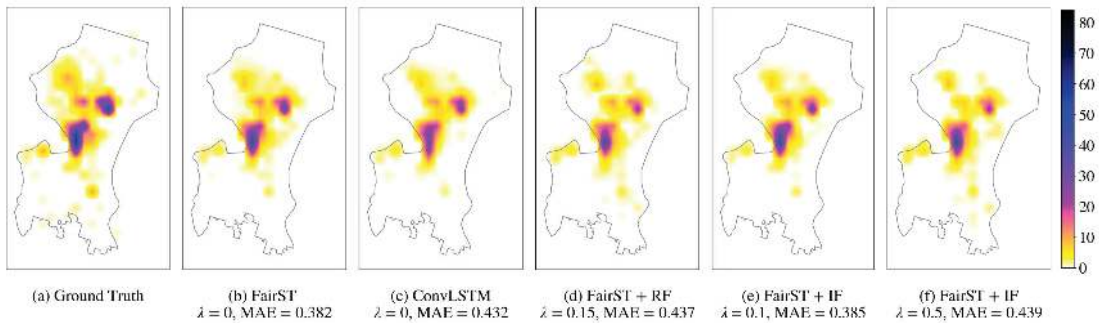 80
70
60
50
40
30
20
10
0
(a) Ground Truth
(b) FairST
λ = 0, MAE = 0.382
(c) ConvLSTM
λ = 0, MAE = 0.432
(d) FairST + RF
λ = 0.15, MAE = 0.437
(e) FairST + IF
λ = 0.1, MAE = 0.385
(f) FairST + IF
λ = 0.5, MAE = 0.439